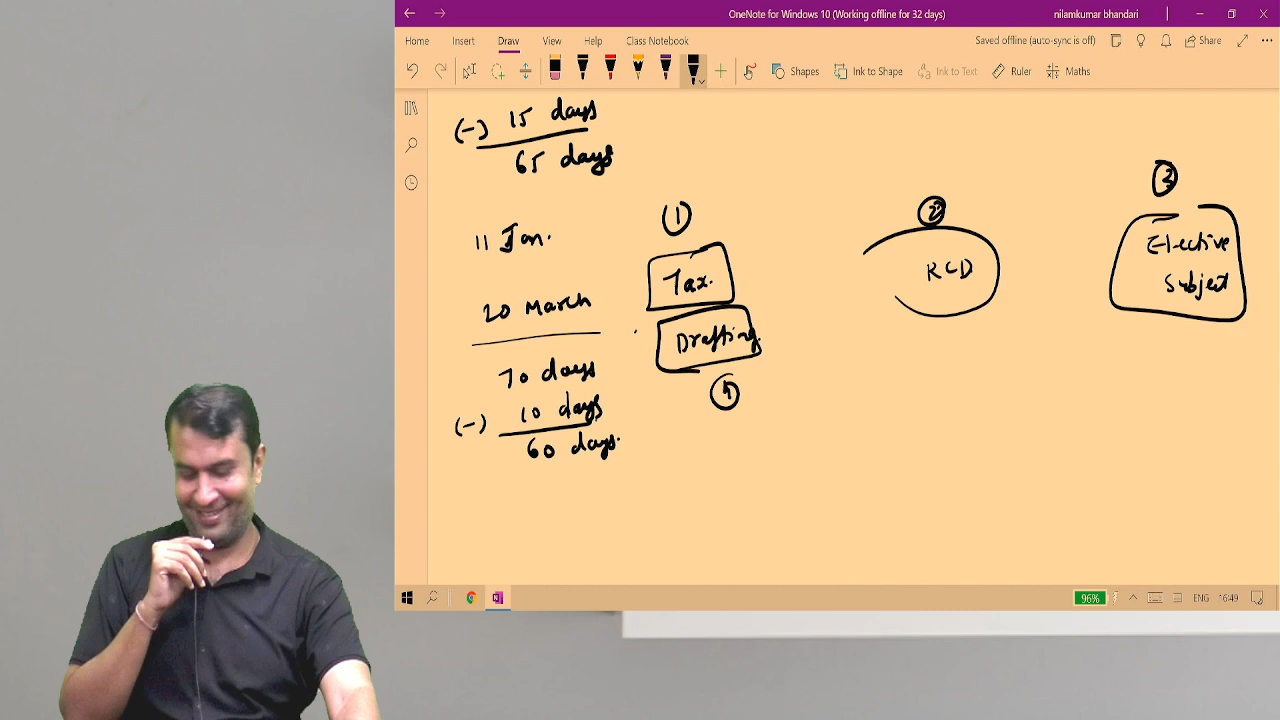 OneNote for Windows 10 (Working offline for 32 days)
nilamkumar bhandari
Home Insert Draw View Help Class Notebook
Saved offline (auto-sync is off)
Share
Shapes
Ink to Shape
Ink to Text
Ruler
Maths
(-) 15 days
65 days
11 Jan.
20 March
70 days
(-) 10 days
60 days.
1
Tax.
Drafting.
4
2
RCD
3
Elective
Subject
96%
ENG
16:49